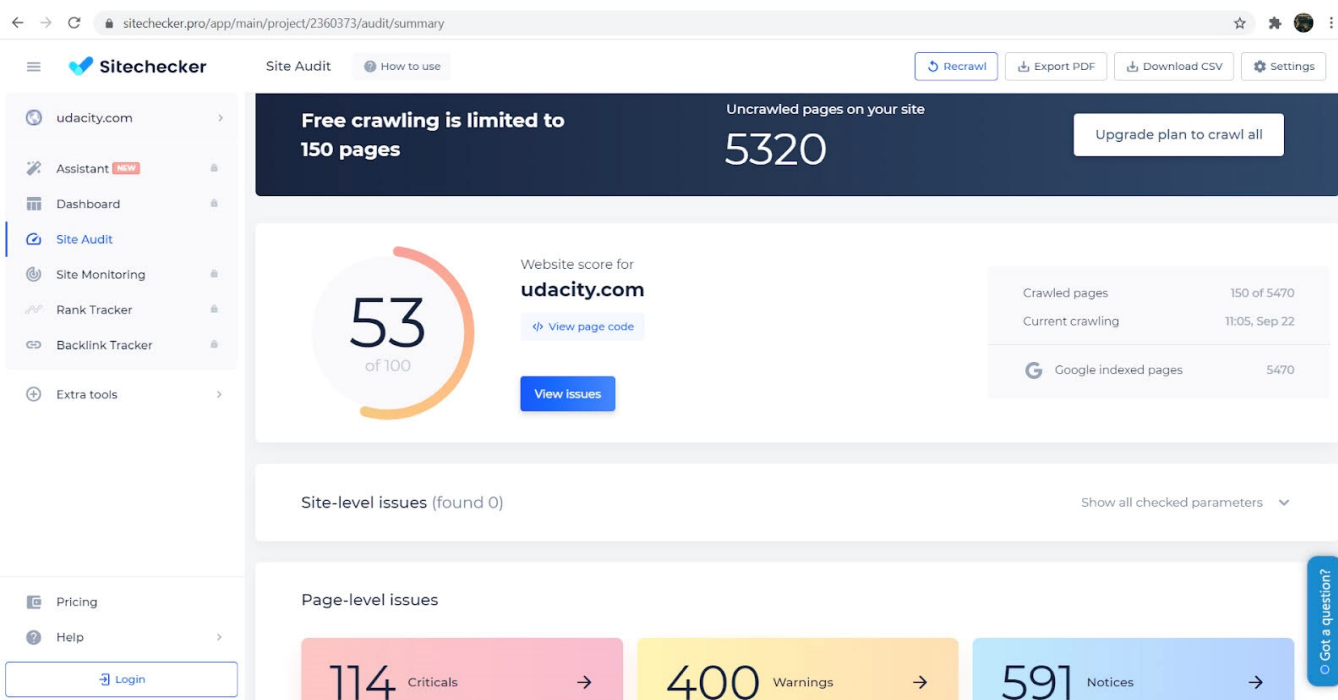 sitechecker.pro/app/main/project/2360373/audit/summary
Sitechecker
Site Audit
How to use
Recrawl
Export PDF
Download CSV
Settings
udacity.com
Assistant NEW
Dashboard
Site Audit
Site Monitoring
Rank Tracker
Backlink Tracker
Extra tools
Pricing
Help
Login
Free crawling is limited to
150 pages
Uncrawled pages on your site
5320
Upgrade plan to crawl all
53
of 100
Website score for
udacity.com
</> View page code
View issues
Crawled pages 150 of 5470
Current crawling 11:05, Sep 22
Google indexed pages 5470
Site-level issues (found 0)
Show all checked parameters
Page-level issues
114 Criticals
400 Warnings
591 Notices
Got a question?